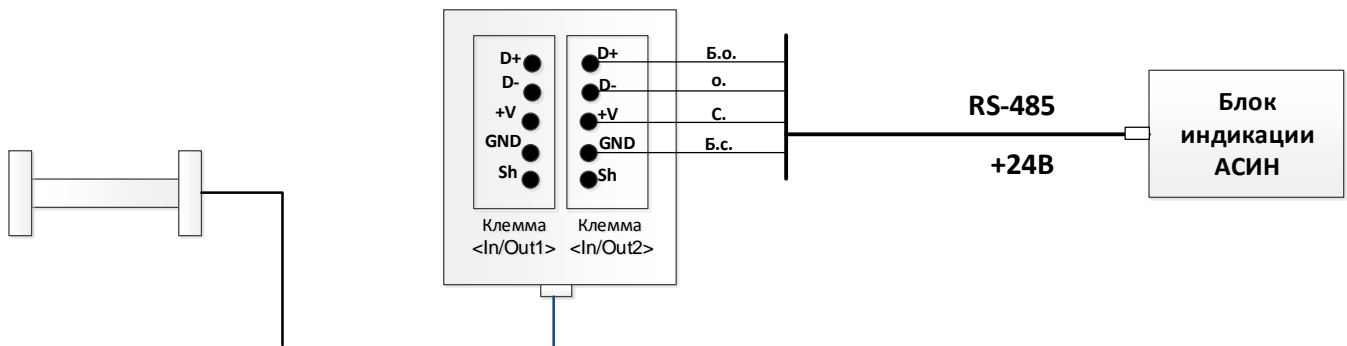 D+
D-
+V
GND
Sh
Клемма
<In/Out1>
D+
D-
+V
GND
Sh
Клемма
<In/Out2>
Б.о.
о.
С.
Б.с.
RS-485
+24В
Блок
индикации
АСИН